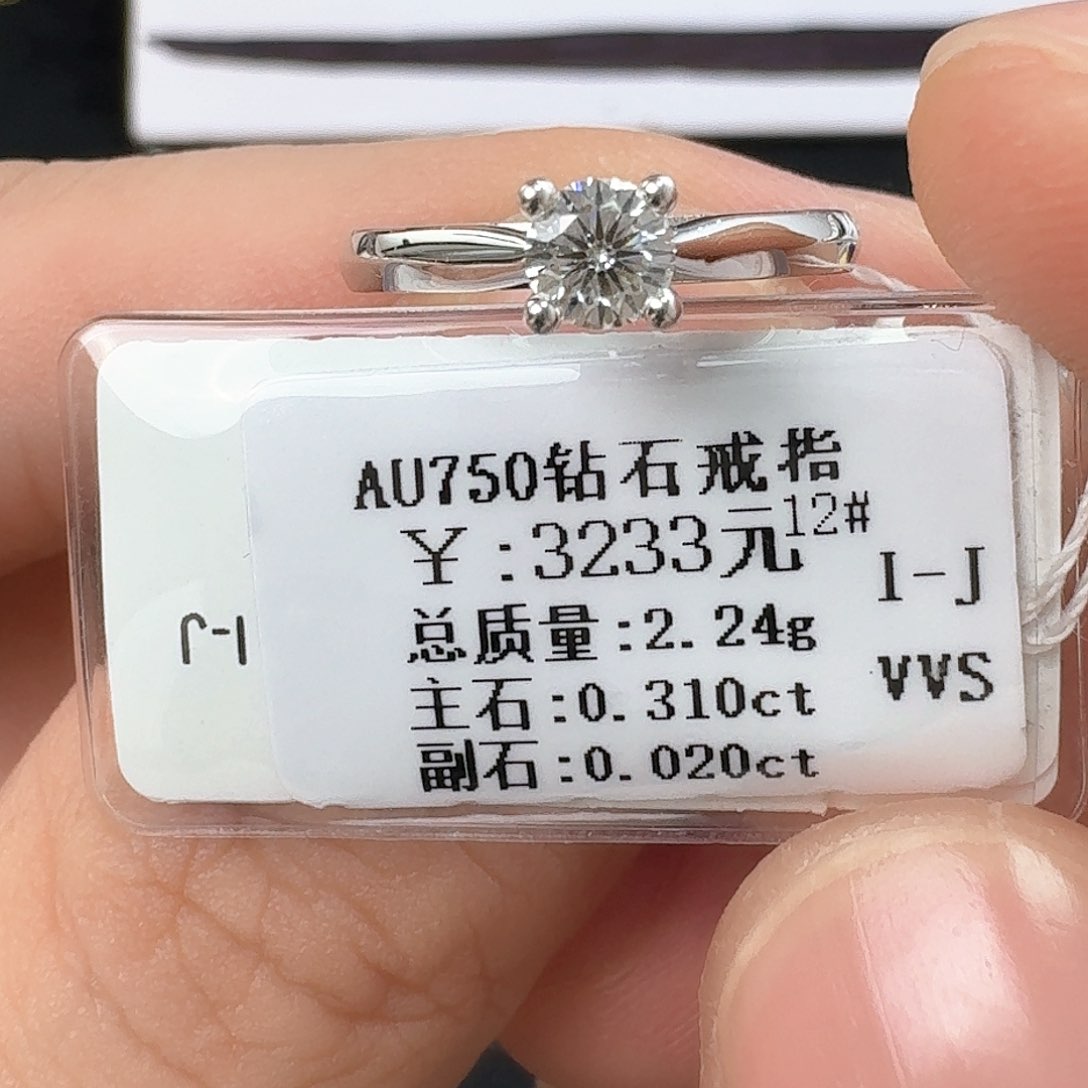 AU750钻石戒指
￥:3233元12#
I-J
总质量:2.24g
VVS
主石:0.310ct
副石:0.020ct
I-J